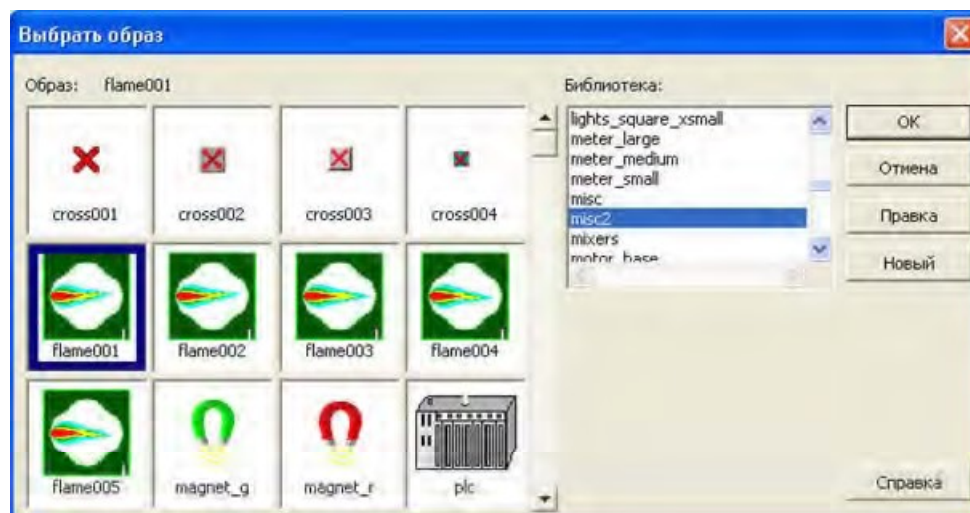 Выбрать образ
Образ: flame001
cross001 cross002 cross003 cross004
flame001 flame002 flame003 flame004
flame005 magnet_g magnet_r plc
Библиотека:
lights_square_xsmall
meter_large
meter_medium
meter_small
misc
misc2
mixers
motor_base
OK
Отмена
Правка
Новый
Справка